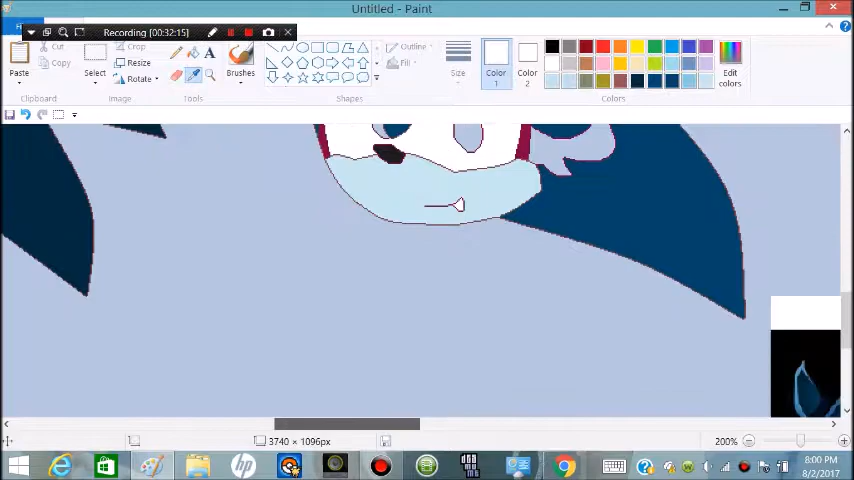 Untitled - Paint
Recording [00:32:15]
Cut
Crop
Outline
Copy
Resize
Fill
Paste
Select
Rotate
Brushes
Size
Color 1
Color 2
Edit colors
Clipboard
Image
Tools
Shapes
Colors
3740 × 1096px
200%
8:00 PM
8/2/2017